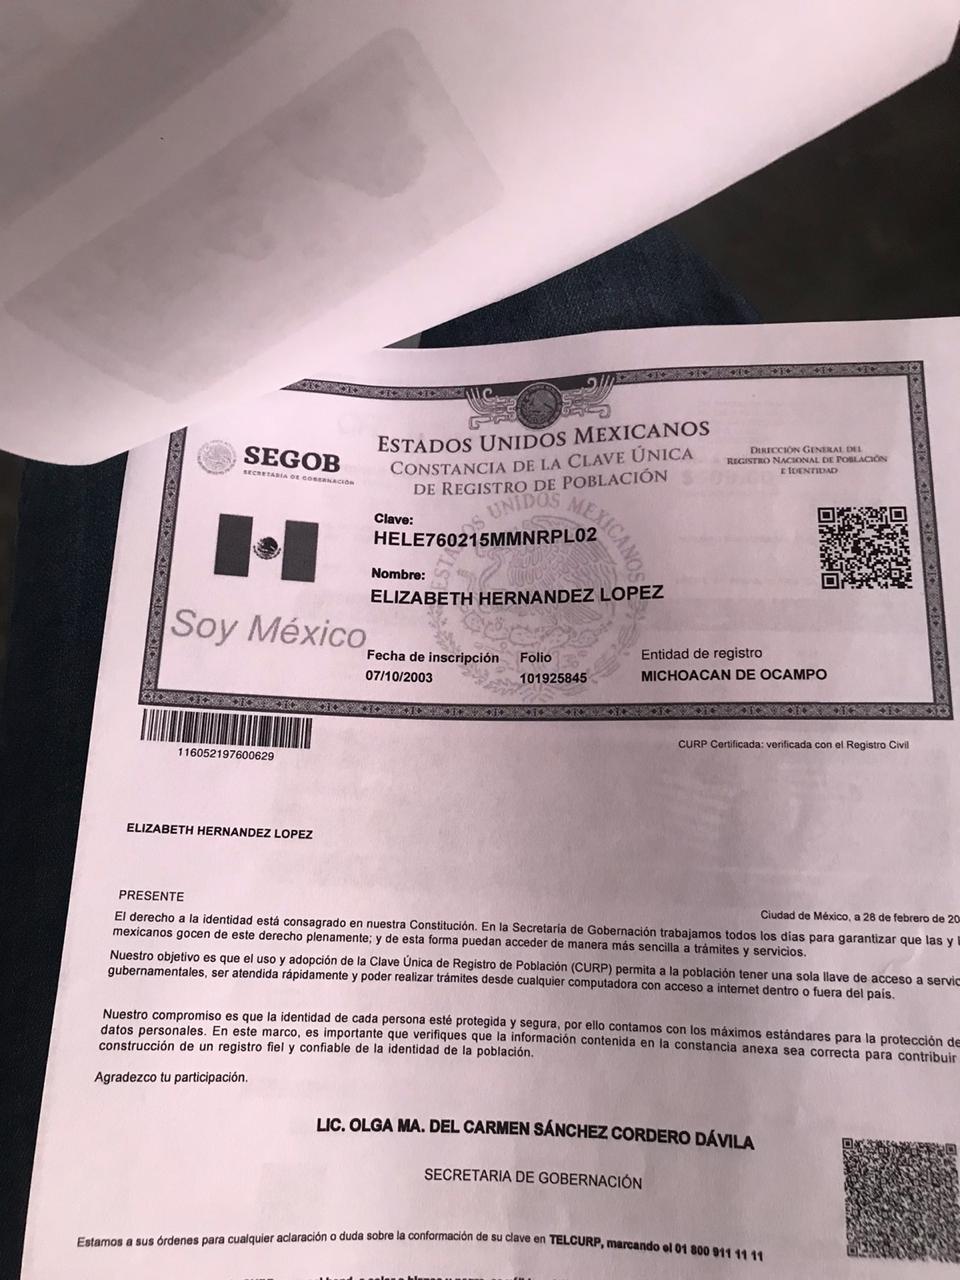 ESTADOS UNIDOS MEXICANOS
CONSTANCIA DE LA CLAVE ÚNICA
DE REGISTRO DE POBLACIÓN
SEGOB
SECRETARÍA DE GOBERNACIÓN
DIRECCIÓN GENERAL DEL
REGISTRO NACIONAL DE POBLACIÓN
E IDENTIDAD
Soy México
Clave:
HELE760215MMNRPL02
Nombre:
ELIZABETH HERNANDEZ LOPEZ
ESTADOS UNIDOS MEXICANOS
Fecha de inscripción
07/10/2003
Folio
101925845
Entidad de registro
MICHOACAN DE OCAMPO
116052197600629
CURP Certificada: verificada con el Registro Civil
ELIZABETH HERNANDEZ LOPEZ
PRESENTE
Ciudad de México, a 28 de febrero de 20
El derecho a la identidad está consagrado en nuestra Constitución. En la Secretaría de Gobernación trabajamos todos los días para garantizar que las y
mexicanos gocen de este derecho plenamente; y de esta forma puedan acceder de manera más sencilla a trámites y servicios.
Nuestro objetivo es que el uso y adopción de la Clave Única de Registro de Población (CURP) permita a la población tener una sola llave de acceso a servic
gubernamentales, ser atendida rápidamente y poder realizar trámites desde cualquier computadora con acceso a internet dentro o fuera del país.
Nuestro compromiso es que la identidad de cada persona esté protegida y segura, por ello contamos con los máximos estándares para la protección de
datos personales. En este marco, es importante que verifiques que la información contenida en la constancia anexa sea correcta para contribuir
construcción de un registro fiel y confiable de la identidad de la población.
Agradezco tu participación.
LIC. OLGA MA. DEL CARMEN SÁNCHEZ CORDERO DÁVILA
SECRETARIA DE GOBERNACIÓN
Estamos a sus órdenes para cualquier aclaración o duda sobre la conformación de su clave en TELCURP, marcando el 01 800 911 11 11